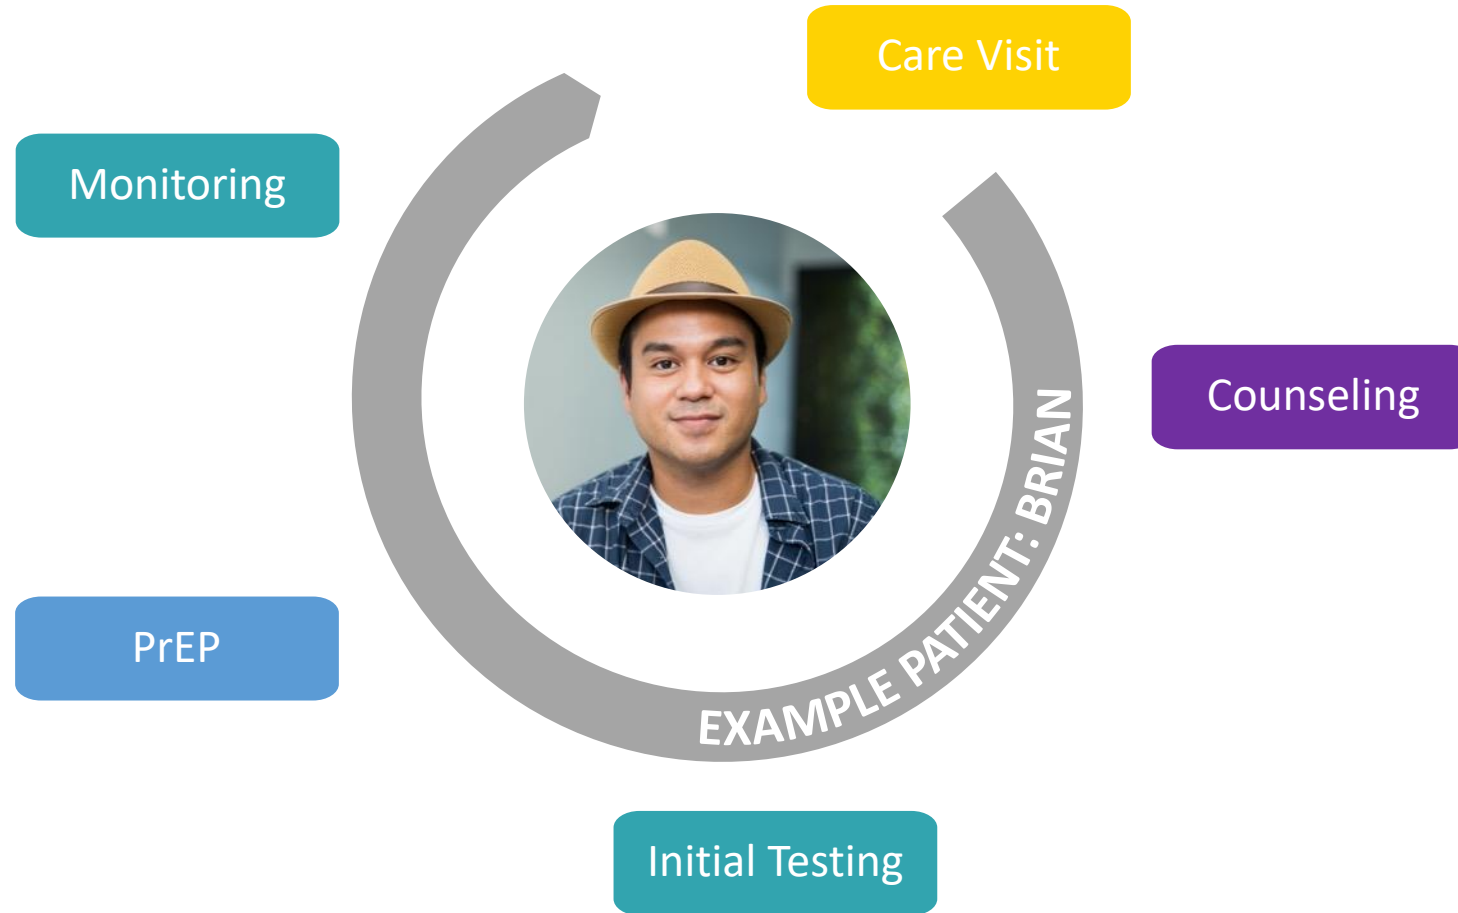 Care Visit
Monitoring
Counseling
EXAMPLE PATIENT: BRIAN
PrEP
Initial Testing